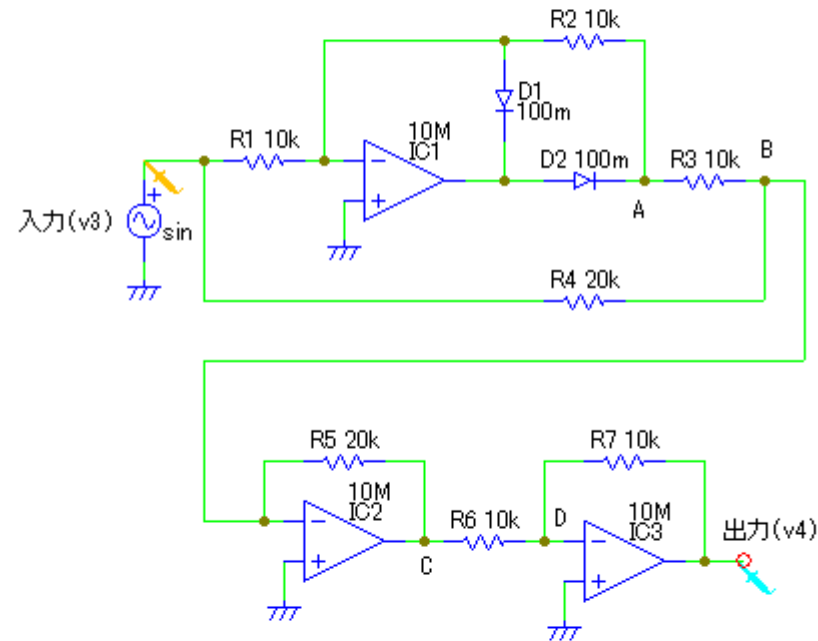 R2 10k
D1
100m
R1 10k
10M
IC1
D2 100m
R3 10k
B
A
入力(v3)
sin
R4 20k
R5 20k
R7 10k
10M
IC2
R6 10k
D
10M
IC3
出力(v4)
C